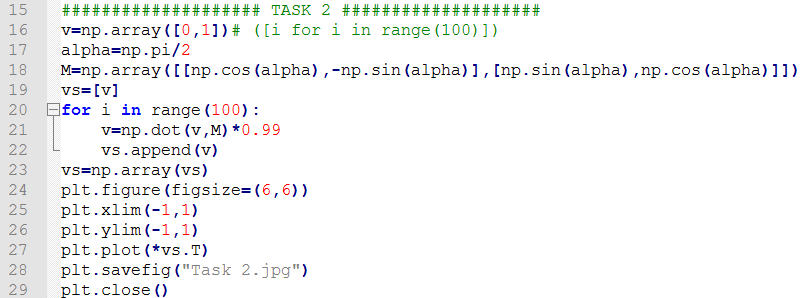 15 #################### TASK 2 ####################
16 v=np.array([0,1])# ([i for i in range(100)])
17 alpha=np.pi/2
18 M=np.array([[np.cos(alpha),-np.sin(alpha)],[np.sin(alpha),np.cos(alpha)]])
19 vs=[v]
20 for i in range(100):
21     v=np.dot(v,M)*0.99
22     vs.append(v)
23 vs=np.array(vs)
24 plt.figure(figsize=(6,6))
25 plt.xlim(-1,1)
26 plt.ylim(-1,1)
27 plt.plot(*vs.T)
28 plt.savefig("Task 2.jpg")
29 plt.close()